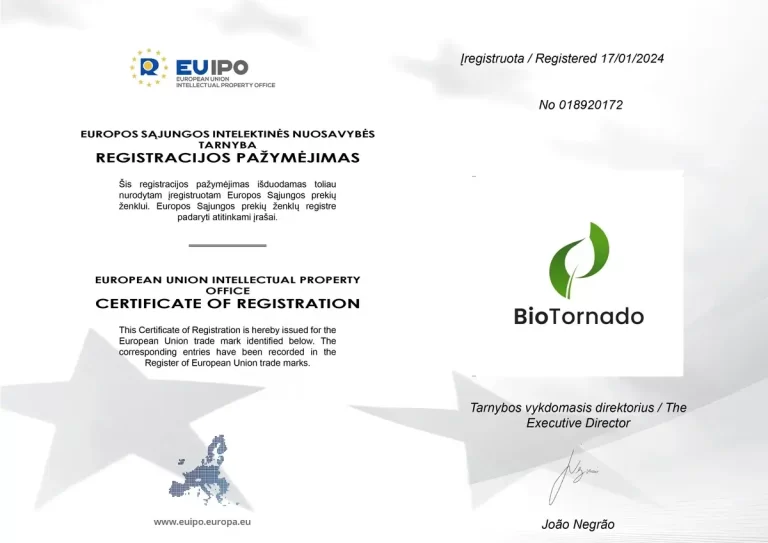 EUIPO
EUROPEAN UNION
INTELLECTUAL PROPERTY OFFICE
EUROPOS SĄJUNGOS INTELEKTINĖS NUOSAVYBĖS
TARNYBA
REGISTRACIJOS PAŽYMĖJIMAS
Šis registracijos pažymėjimas išduodamas toliau
nurodytam įregistruotam Europos Sąjungos prekių
ženklui. Europos Sąjungos prekių ženklų registre
padaryti atitinkami įrašai.
EUROPEAN UNION INTELLECTUAL PROPERTY
OFFICE
CERTIFICATE OF REGISTRATION
This Certificate of Registration is hereby issued for the
European Union trade mark identified below. The
corresponding entries have been recorded in the
Register of European Union trade marks.
www.euipo.europa.eu
Įregistruota / Registered 17/01/2024
No 018920172
BioTornado
Tarnybos vykdomasis direktorius / The
Executive Director
João Negrão